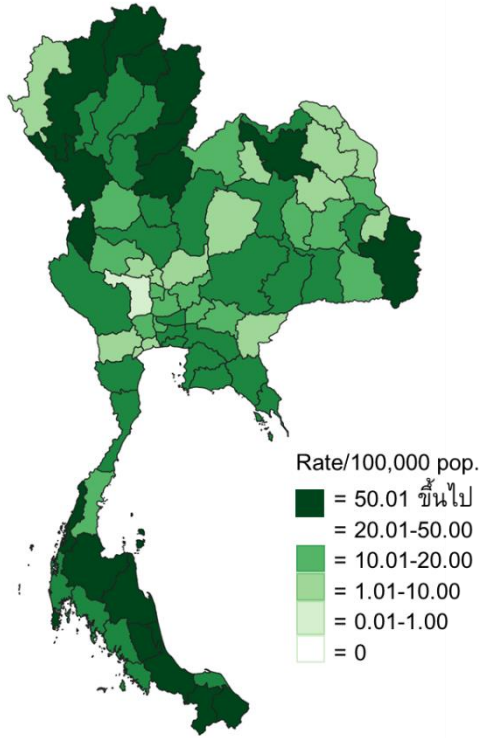 Rate/100,000 pop.
= 50.01 ขึ้นไป
= 20.01-50.00
= 10.01-20.00
= 1.01-10.00
= 0.01-1.00
= 0